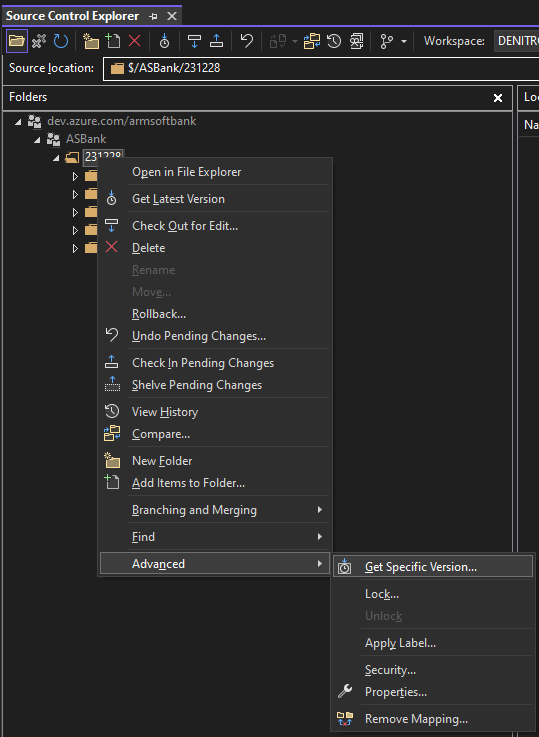 Source Control Explorer
Workspace: DENITRO
Source location: $/ASBank/231228
Folders Lo
Na
dev.azure.com/armsoftbank
ASBank
231228
Open in File Explorer
Get Latest Version
Check Out for Edit...
Delete
Rename
Move...
Rollback...
Undo Pending Changes...
Check In Pending Changes
Shelve Pending Changes
View History
Compare...
New Folder
Add Items to Folder...
Branching and Merging
Find
Advanced
Get Specific Version...
Lock...
Unlock
Apply Label...
Security...
Properties...
Remove Mapping...